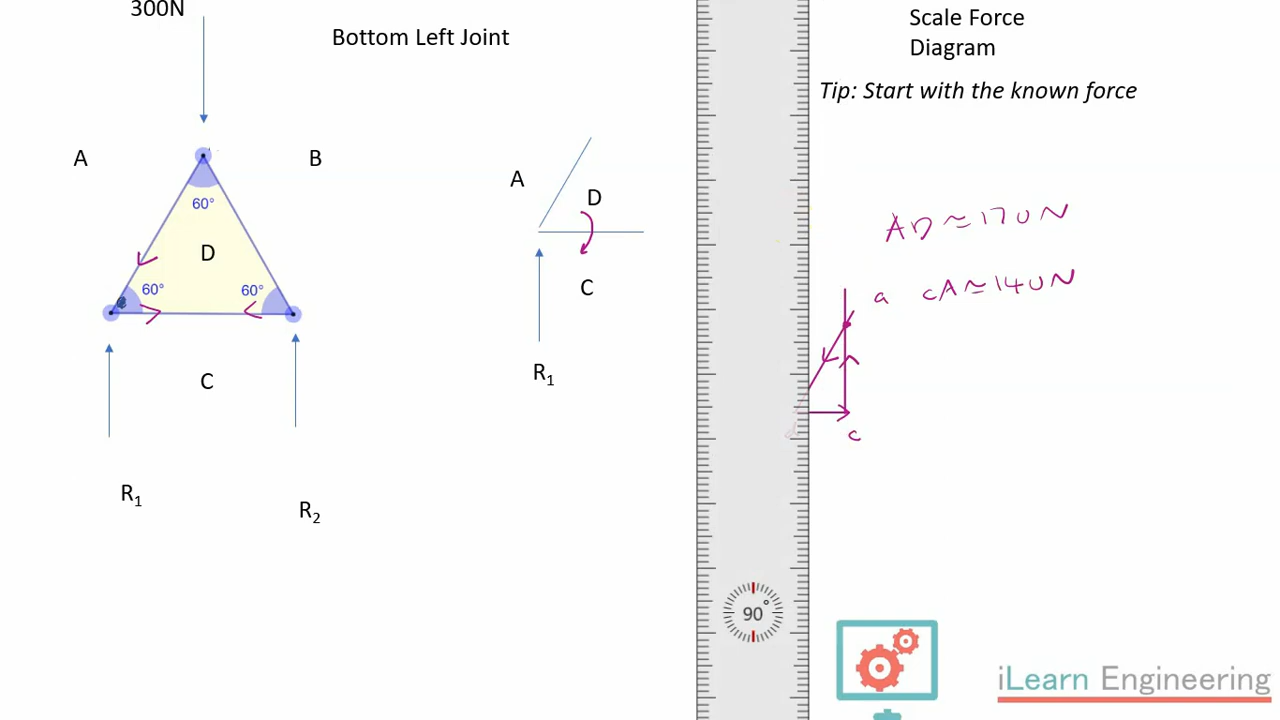 300N
Bottom Left Joint
Scale Force
Diagram
Tip: Start with the known force
A
B
60°
D
60°
60°
C
R1
R2
A
D
C
R1
AD ≈ 170N
a
CA ≈ 140N
d
c
90°
iLearn Engineering